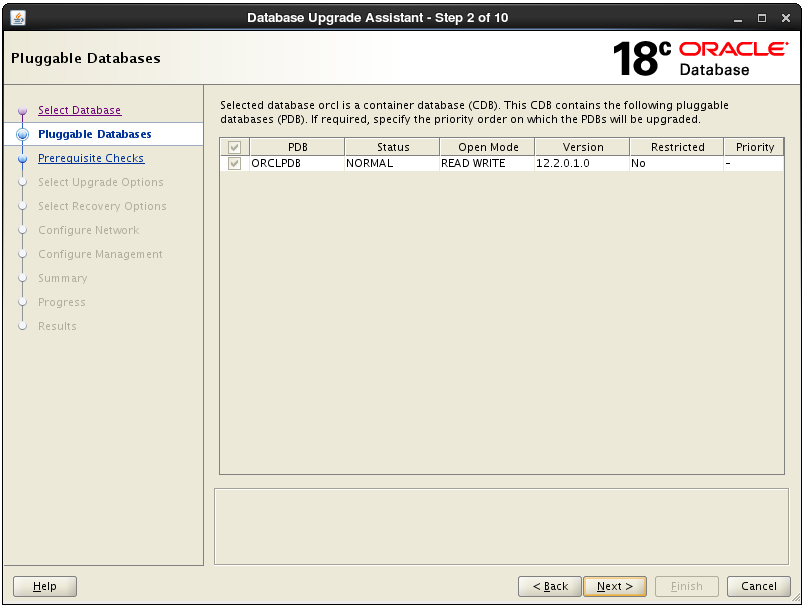 Database Upgrade Assistant - Step 2 of 10
Pluggable Databases
18c ORACLE
Database
Select Database
Pluggable Databases
Prerequisite Checks
Select Upgrade Options
Select Recovery Options
Configure Network
Configure Management
Summary
Progress
Results
Selected database orcl is a container database (CDB). This CDB contains the following pluggable
databases (PDB). If required, specify the priority order on which the PDBs will be upgraded.
PDB Status Open Mode Version Restricted Priority
ORCLPDB NORMAL READ WRITE 12.2.0.1.0 No -
Help < Back Next > Finish Cancel